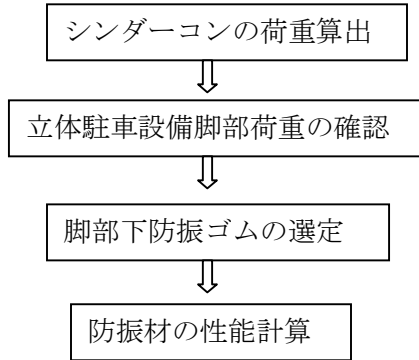 シンダーコンの荷重算出
立体駐車設備脚部荷重の確認
脚部下防振ゴムの選定
防振材の性能計算